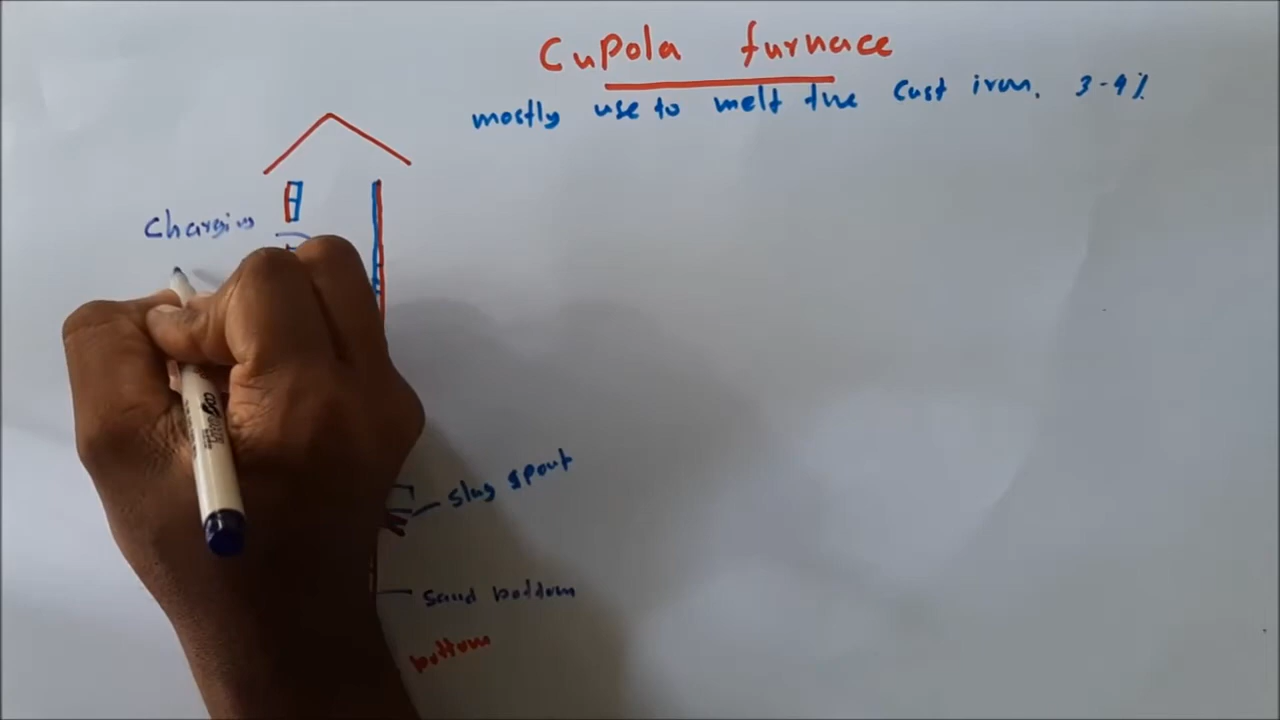 Cupola furnace
mostly use to melt the Cast iron. 3-4%
Charging
slag spout
sand bottom
bottom